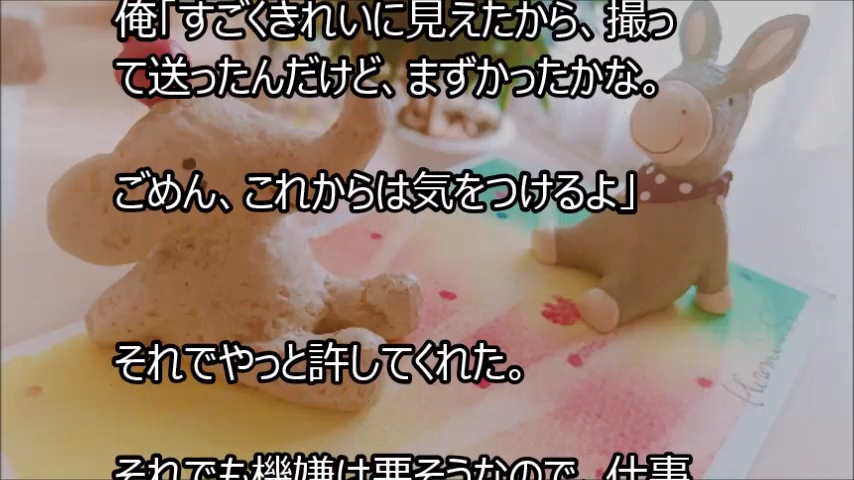 俺「すごくきれいに見えたから、撮っ
て送ったんだけど、まずかったかな。
ごめん、これからは気をつけるよ」
それでやっと許してくれた。
それでも機嫌は悪そうなので、仕事